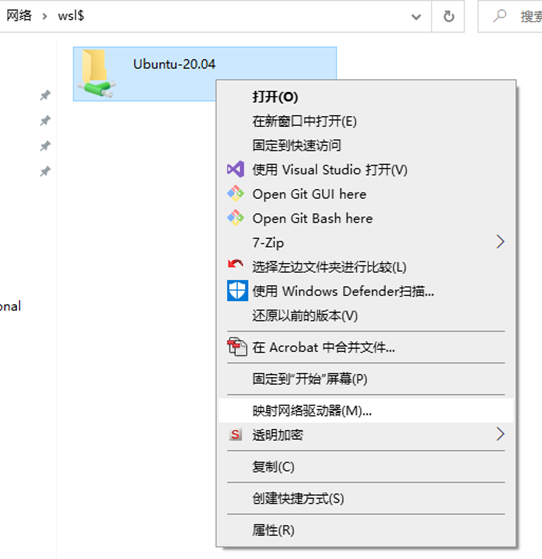 网络 › wsl$
搜索
Ubuntu-20.04
打开(O)
在新窗口中打开(E)
固定到快速访问
使用 Visual Studio 打开(V)
Open Git GUI here
Open Git Bash here
7-Zip
选择左边文件夹进行比较(L)
使用 Windows Defender扫描...
还原以前的版本(V)
onal
在 Acrobat 中合并文件...
固定到"开始"屏幕(P)
映射网络驱动器(M)...
S 透明加密
复制(C)
创建快捷方式(S)
属性(R)